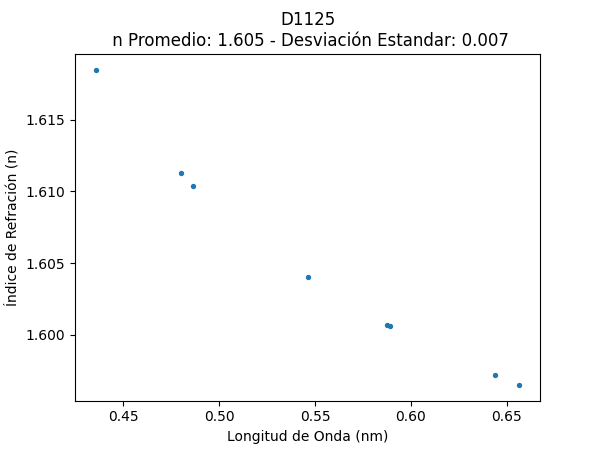 D1125
n Promedio: 1.605 - Desviación Estandar: 0.007
Índice de Refración (n)
1.615
1.610
1.605
1.600
0.45 0.50 0.55 0.60 0.65
Longitud de Onda (nm)